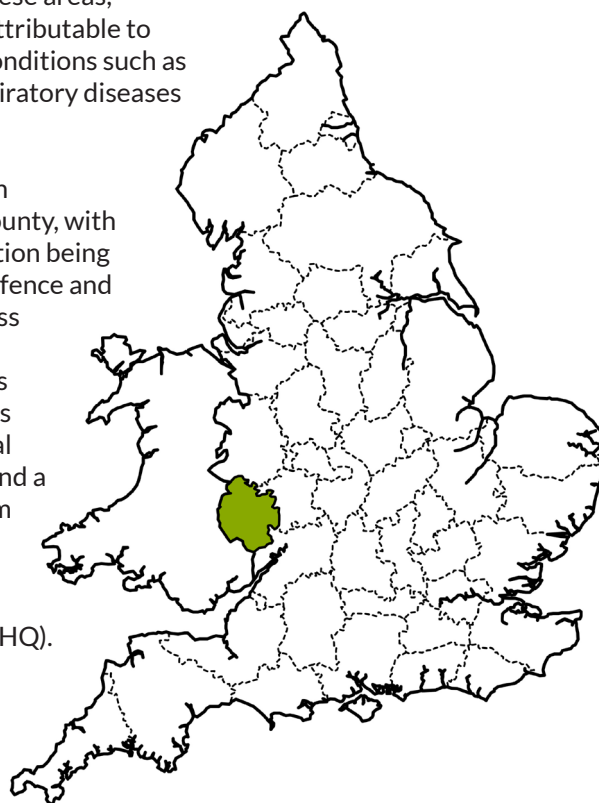 ese areas,
ttributable to
onditions such as
iratory diseases
n
ounty, with
tion being
fence and
ss
s
s
al
nd a
m
HQ).